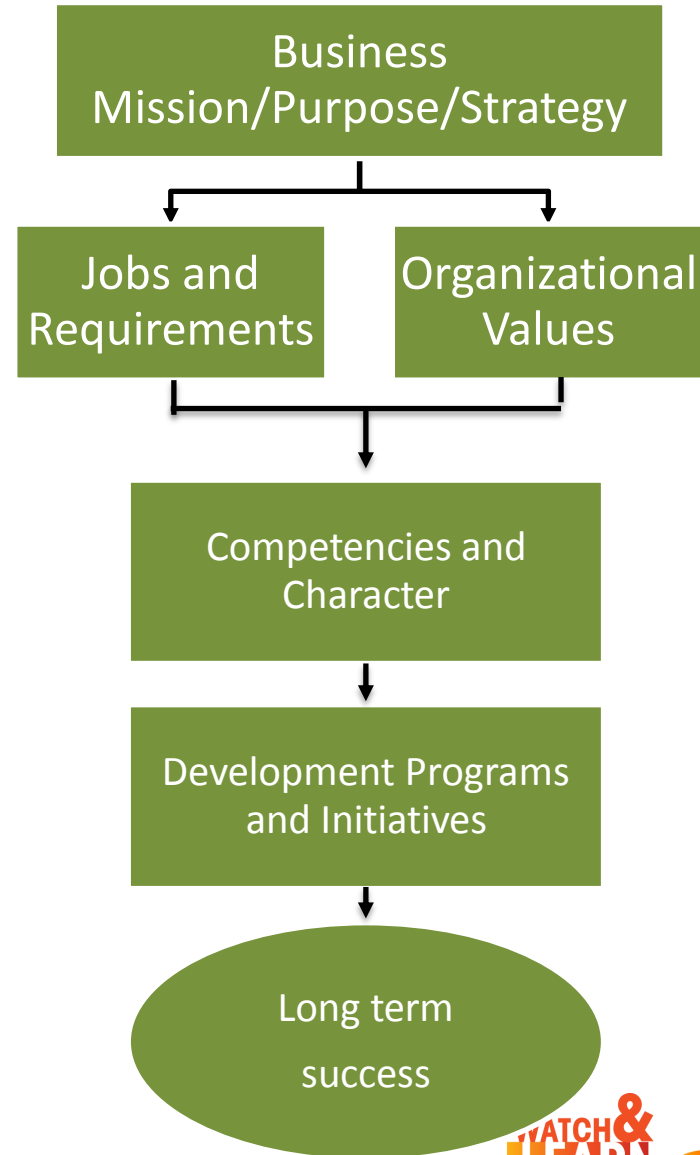 Business
Mission/Purpose/Strategy
Jobs and
Requirements
Organizational
Values
Competencies and
Character
Development Programs
and Initiatives
Long term
success
WATCH&
LEARN